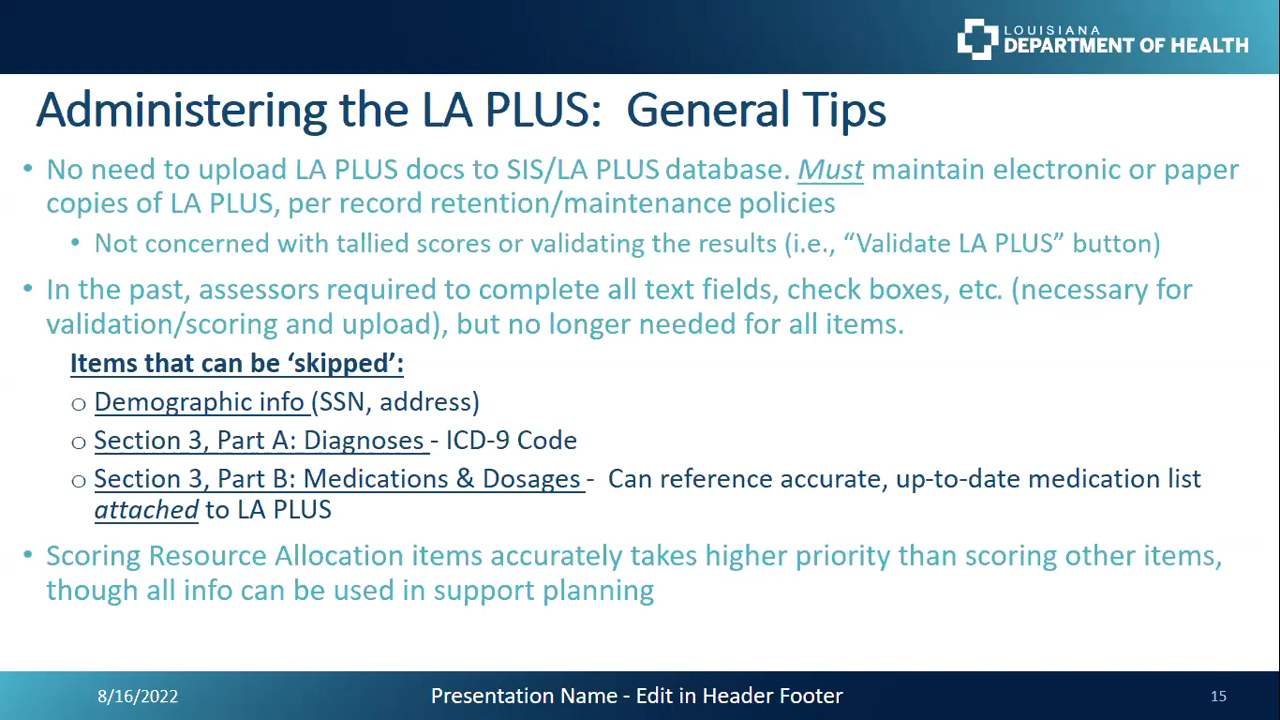 LOUISIANA
DEPARTMENT OF HEALTH
Administering the LA PLUS:  General Tips
• No need to upload LA PLUS docs to SIS/LA PLUS database. Must maintain electronic or paper
copies of LA PLUS, per record retention/maintenance policies
• Not concerned with tallied scores or validating the results (i.e., “Validate LA PLUS” button)
• In the past, assessors required to complete all text fields, check boxes, etc. (necessary for
validation/scoring and upload), but no longer needed for all items.
Items that can be ‘skipped’:
o Demographic info (SSN, address)
o Section 3, Part A: Diagnoses - ICD-9 Code
o Section 3, Part B: Medications & Dosages -  Can reference accurate, up-to-date medication list
attached to LA PLUS
• Scoring Resource Allocation items accurately takes higher priority than scoring other items,
though all info can be used in support planning
8/16/2022
Presentation Name - Edit in Header Footer
15